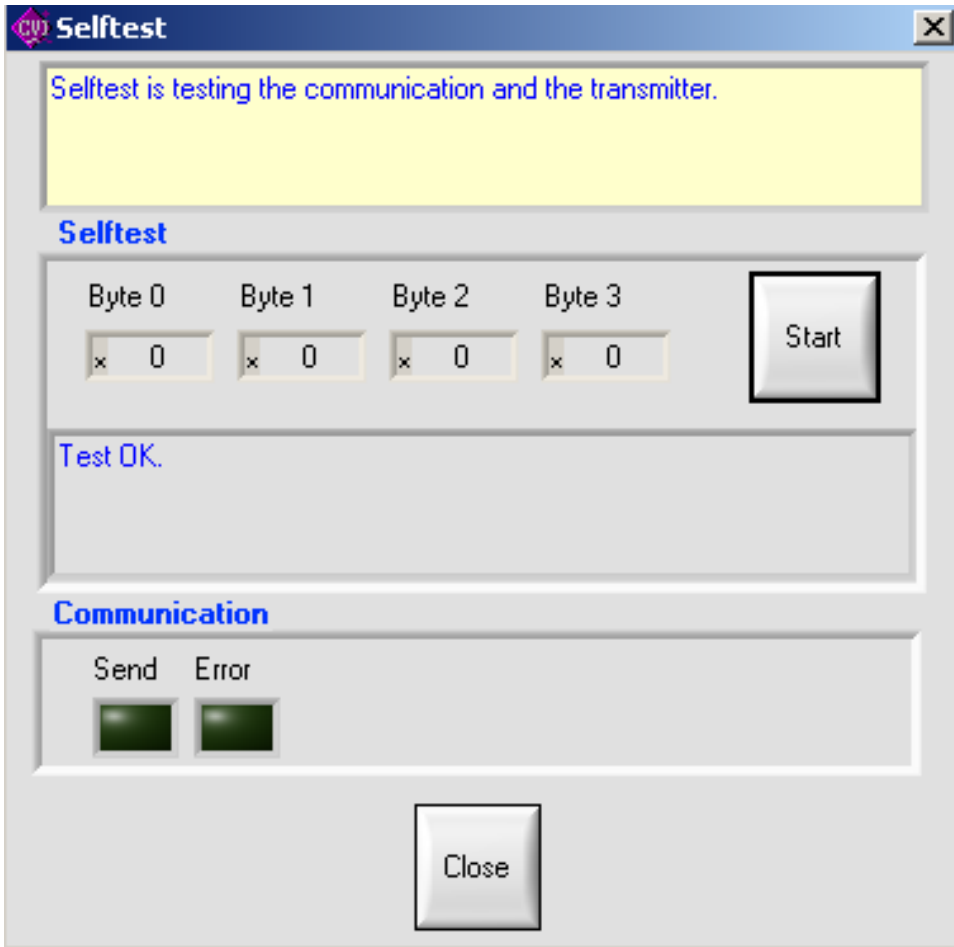 CVI Selftest
Selftest is testing the communication and the transmitter.
Selftest
Byte 0 Byte 1 Byte 2 Byte 3
x 0 x 0 x 0 x 0
Start
Test OK.
Communication
Send Error
Close